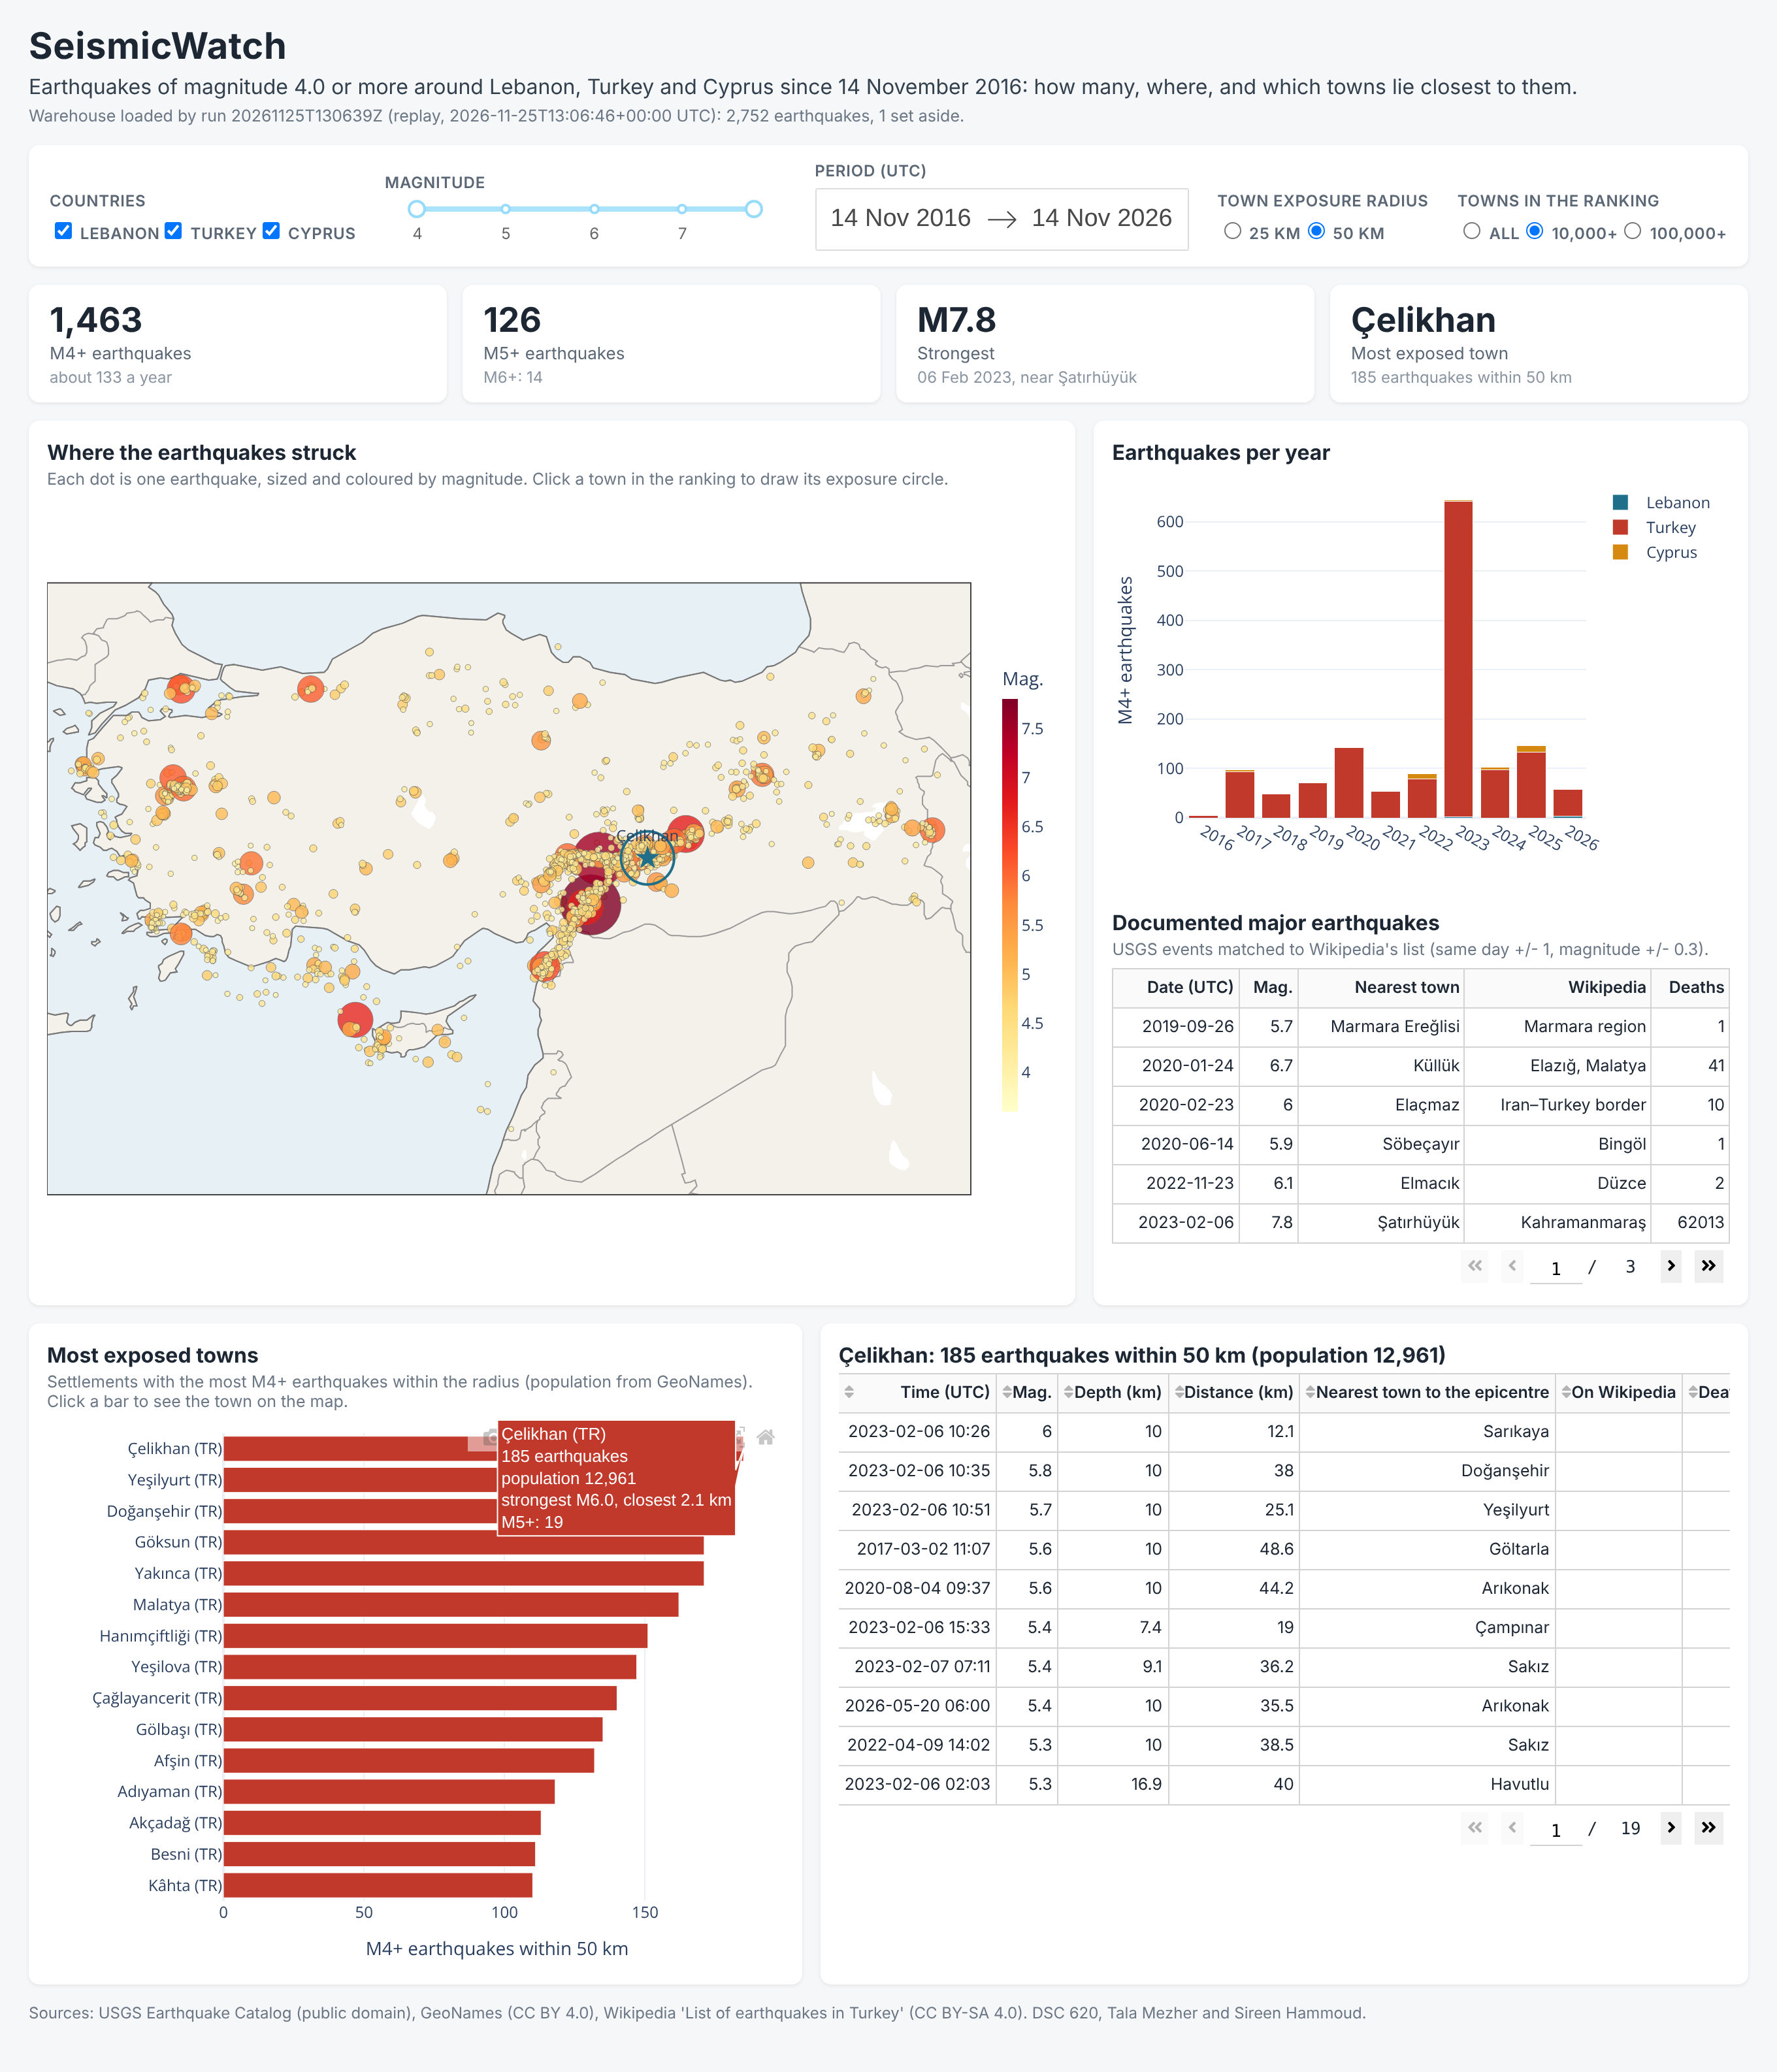 SeismicWatch
Earthquakes of magnitude 4.0 or more around Lebanon, Turkey and Cyprus since 14 November 2016: how many, where, and which towns lie closest to them.
Warehouse loaded by run 20261125T130639Z (replay, 2026-11-25T13:06:46+00:00 UTC): 2,752 earthquakes, 1 set aside.
COUNTRIES
LEBANON TURKEY CYPRUS
MAGNITUDE
4 5 6 7
PERIOD (UTC)
14 Nov 2016 → 14 Nov 2026
TOWN EXPOSURE RADIUS
25 KM 50 KM
TOWNS IN THE RANKING
ALL 10,000+ 100,000+
1,463
M4+ earthquakes
about 133 a year
126
M5+ earthquakes
M6+: 14
M7.8
Strongest
06 Feb 2023, near Şatırhüyük
Çelikhan
Most exposed town
185 earthquakes within 50 km
Where the earthquakes struck
Each dot is one earthquake, sized and coloured by magnitude. Click a town in the ranking to draw its exposure circle.
Çelikhan
Mag.
7.5
7
6.5
6
5.5
5
4.5
4
Earthquakes per year
M4+ earthquakes
600
500
400
300
200
100
0
2016 2017 2018 2019 2020 2021 2022 2023 2024 2025 2026
Lebanon
Turkey
Cyprus
Documented major earthquakes
USGS events matched to Wikipedia's list (same day +/- 1, magnitude +/- 0.3).
Date (UTC) Mag. Nearest town Wikipedia Deaths
2019-09-26 5.7 Marmara Ereğlisi Marmara region 1
2020-01-24 6.7 Küllük Elazığ, Malatya 41
2020-02-23 6 Elaçmaz Iran–Turkey border 10
2020-06-14 5.9 Söbeçayır Bingöl 1
2022-11-23 6.1 Elmacık Düzce 2
2023-02-06 7.8 Şatırhüyük Kahramanmaraş 62013
1 / 3
Most exposed towns
Settlements with the most M4+ earthquakes within the radius (population from GeoNames).
Click a bar to see the town on the map.
Çelikhan (TR)
Yeşilyurt (TR)
Doğanşehir (TR)
Göksun (TR)
Yakınca (TR)
Malatya (TR)
Hanımçiftliği (TR)
Yeşilova (TR)
Çağlayancerit (TR)
Gölbaşı (TR)
Afşin (TR)
Adıyaman (TR)
Akçadağ (TR)
Besni (TR)
Kâhta (TR)
0 50 100 150
M4+ earthquakes within 50 km
Çelikhan (TR)
185 earthquakes
population 12,961
strongest M6.0, closest 2.1 km
M5+: 19
Çelikhan: 185 earthquakes within 50 km (population 12,961)
Time (UTC) Mag. Depth (km) Distance (km) Nearest town to the epicentre On Wikipedia Dea
2023-02-06 10:26 6 10 12.1 Sarıkaya
2023-02-06 10:35 5.8 10 38 Doğanşehir
2023-02-06 10:51 5.7 10 25.1 Yeşilyurt
2017-03-02 11:07 5.6 10 48.6 Göltarla
2020-08-04 09:37 5.6 10 44.2 Arıkonak
2023-02-06 15:33 5.4 7.4 19 Çampınar
2023-02-07 07:11 5.4 9.1 36.2 Sakız
2026-05-20 06:00 5.4 10 35.5 Arıkonak
2022-04-09 14:02 5.3 10 38.5 Sakız
2023-02-06 02:03 5.3 16.9 40 Havutlu
1 / 19
Sources: USGS Earthquake Catalog (public domain), GeoNames (CC BY 4.0), Wikipedia 'List of earthquakes in Turkey' (CC BY-SA 4.0). DSC 620, Tala Mezher and Sireen Hammoud.